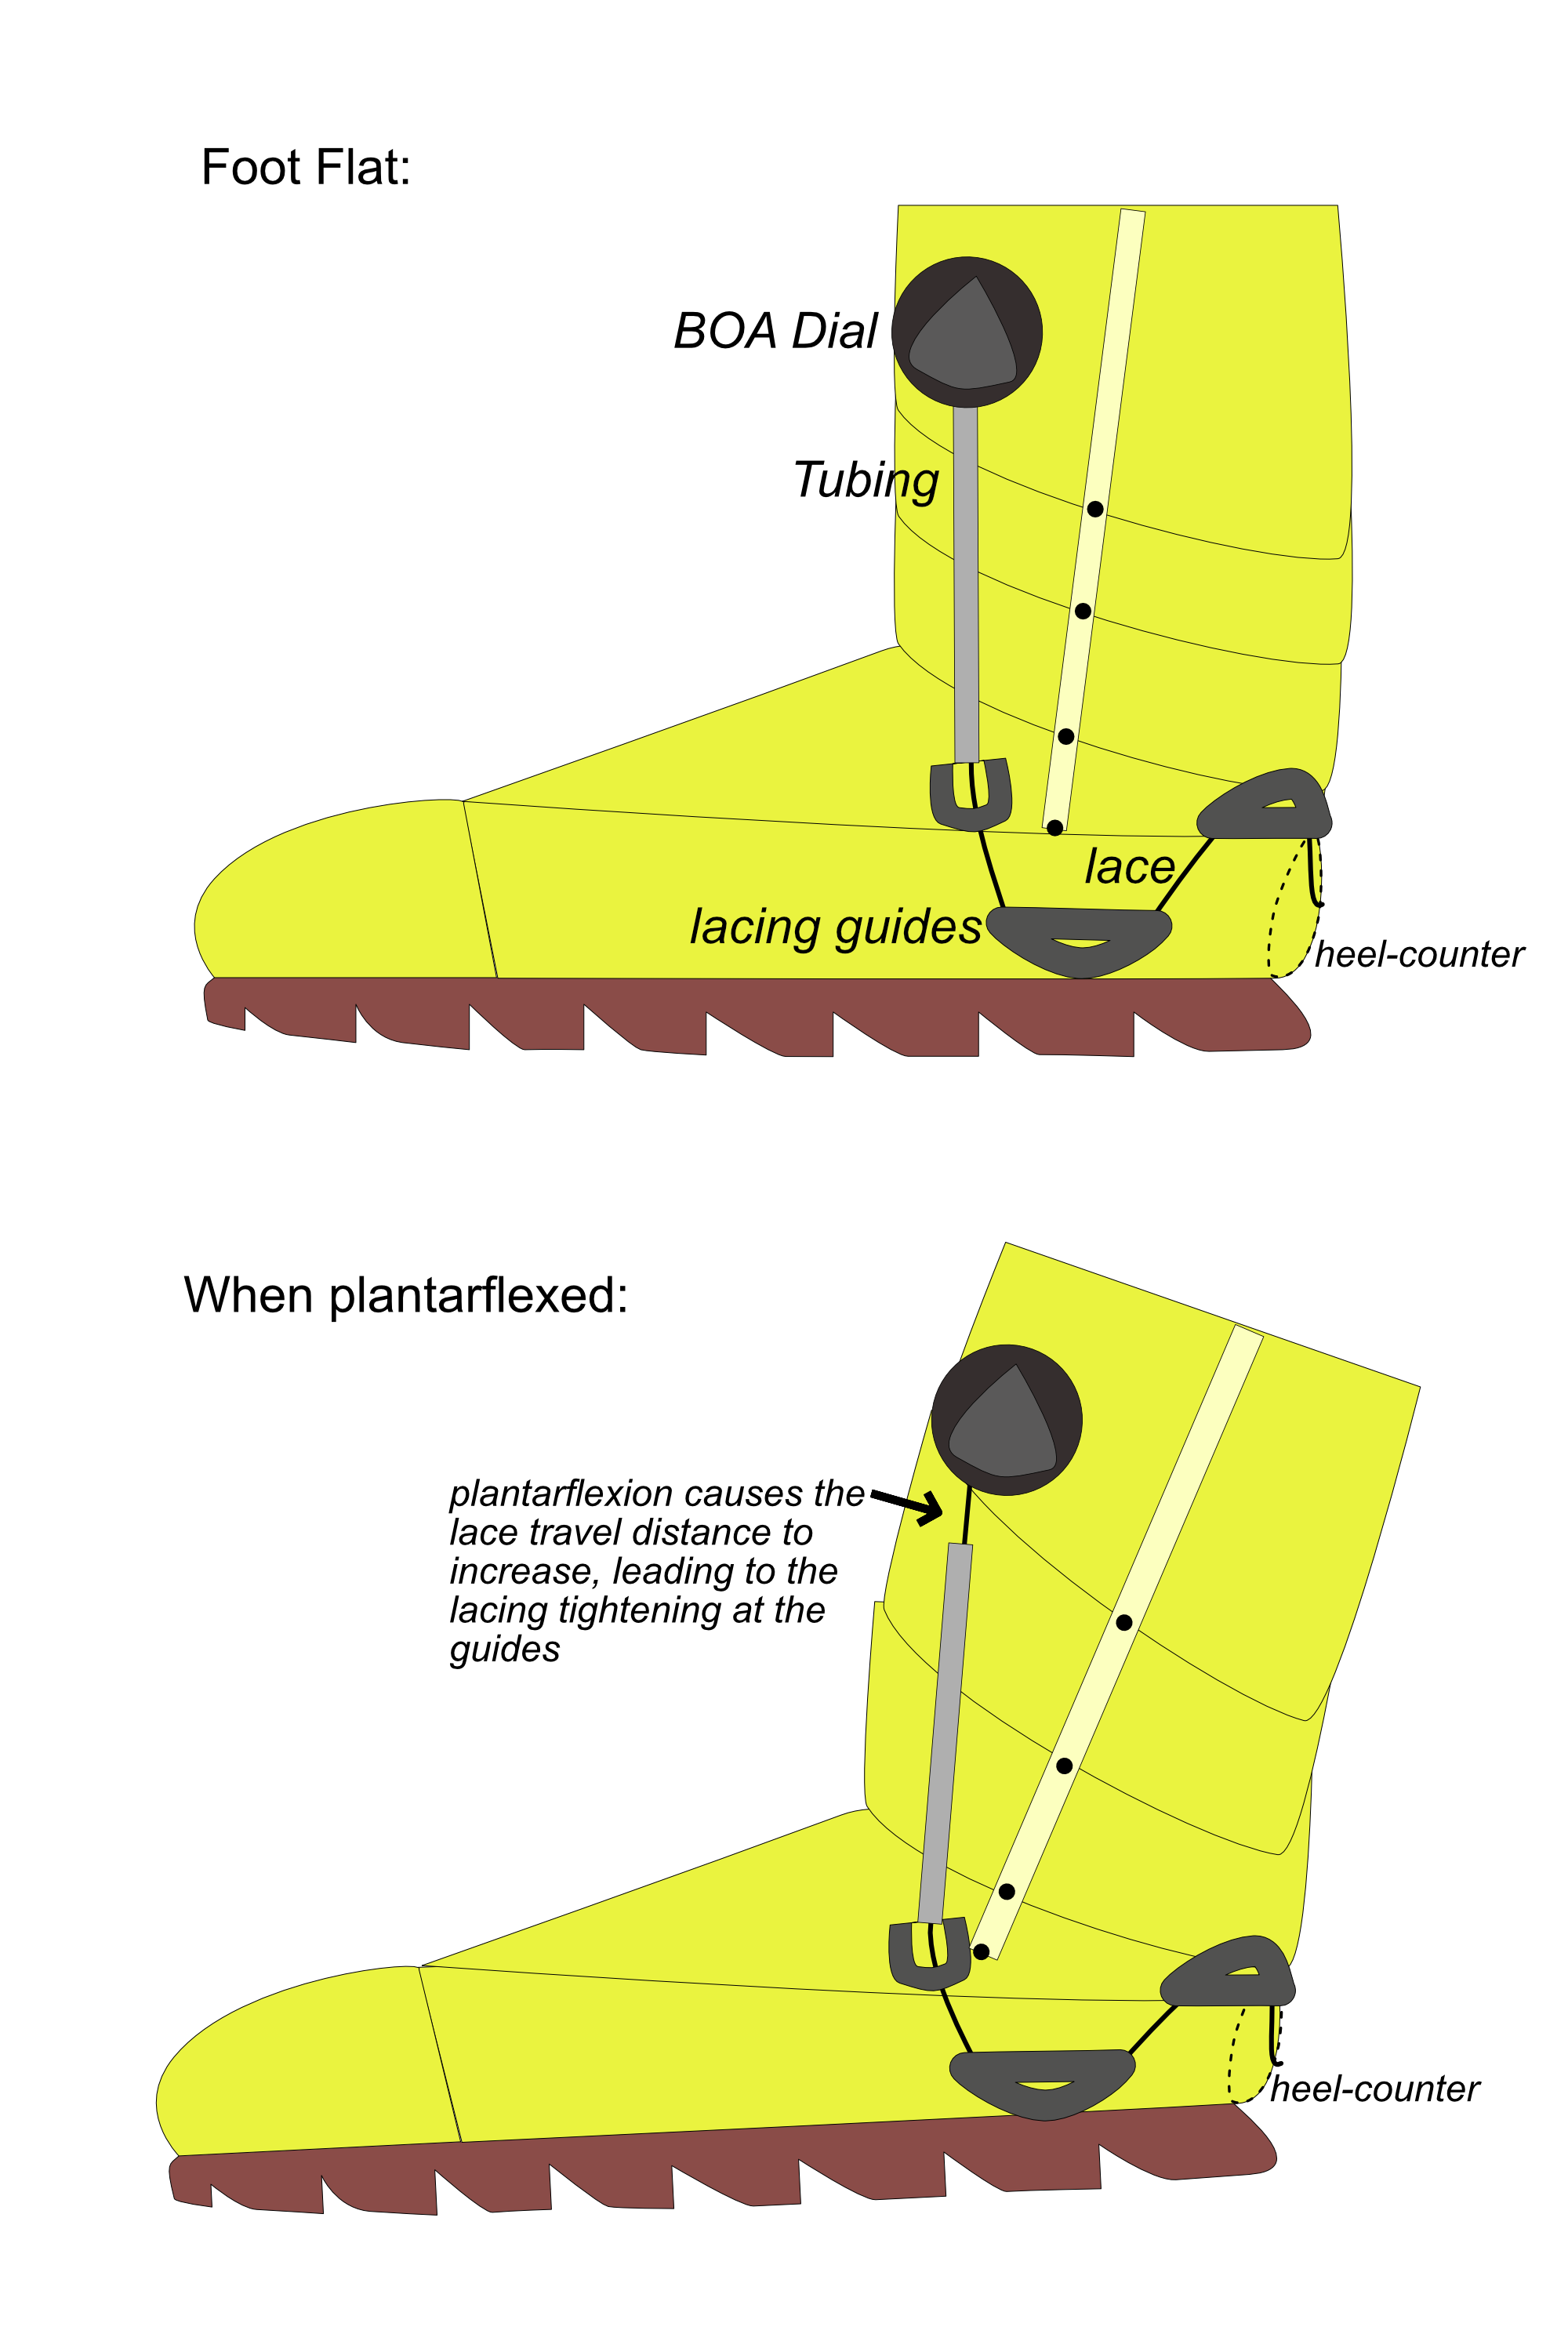 Foot Flat:
BOA Dial
Tubing
lace
lacing guides
heel-counter
When plantarflexed:
plantarflexion causes the
lace travel distance to
increase, leading to the
lacing tightening at the
guides
heel-counter